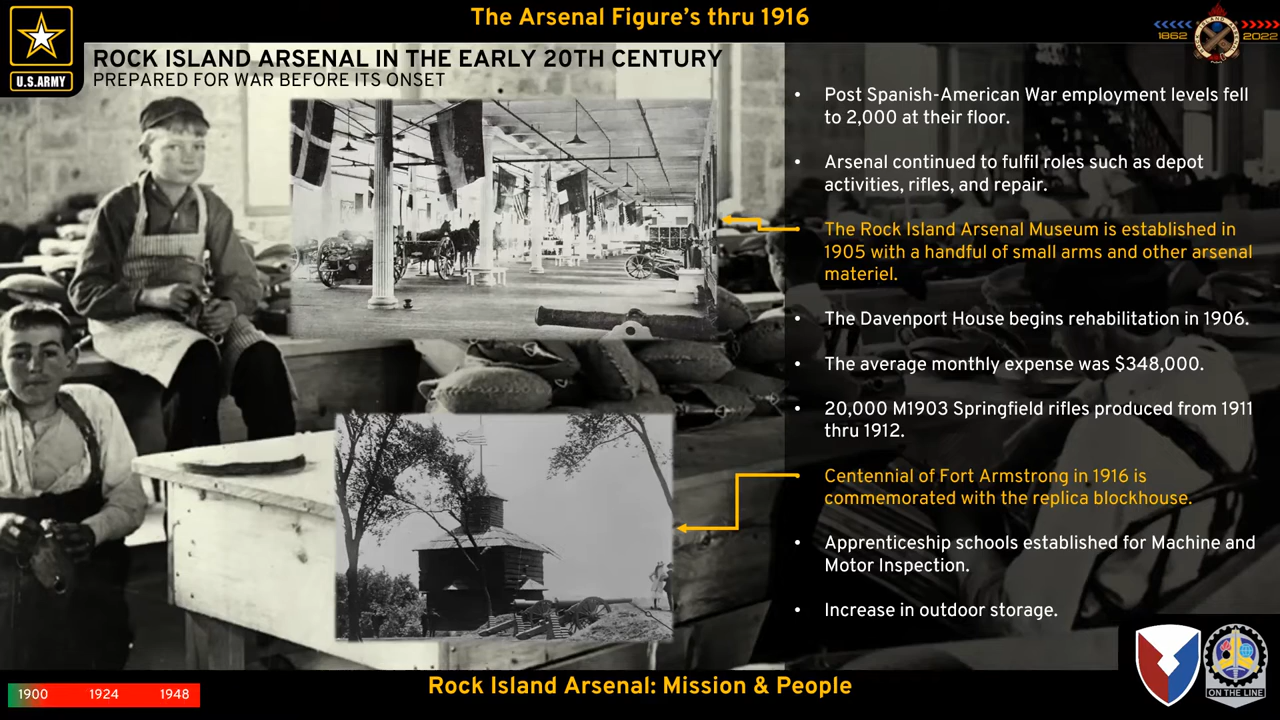 The Arsenal Figure's thru 1916
U.S.ARMY
1862 2022
ROCK ISLAND ARSENAL IN THE EARLY 20TH CENTURY
PREPARED FOR WAR BEFORE ITS ONSET
• Post Spanish-American War employment levels fell
to 2,000 at their floor.
• Arsenal continued to fulfil roles such as depot
activities, rifles, and repair.
• The Rock Island Arsenal Museum is established in
1905 with a handful of small arms and other arsenal
materiel.
• The Davenport House begins rehabilitation in 1906.
• The average monthly expense was $348,000.
• 20,000 M1903 Springfield rifles produced from 1911
thru 1912.
• Centennial of Fort Armstrong in 1916 is
commemorated with the replica blockhouse.
• Apprenticeship schools established for Machine and
Motor Inspection.
• Increase in outdoor storage.
ON THE LINE
1900 1924 1948
Rock Island Arsenal: Mission & People